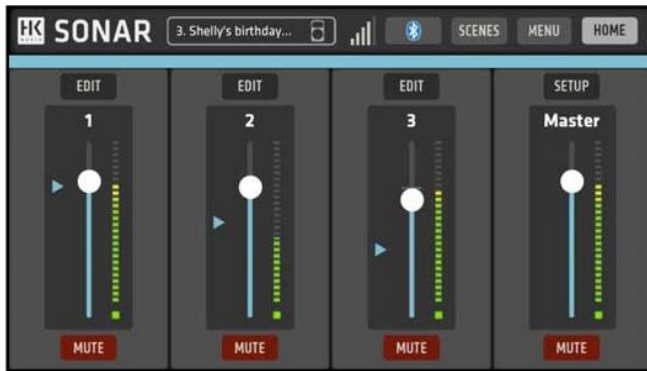 HK SONAR 3. Shelly's birthday... SCENES MENU HOME
EDIT EDIT EDIT SETUP
1 2 3 Master
MUTE MUTE MUTE MUTE